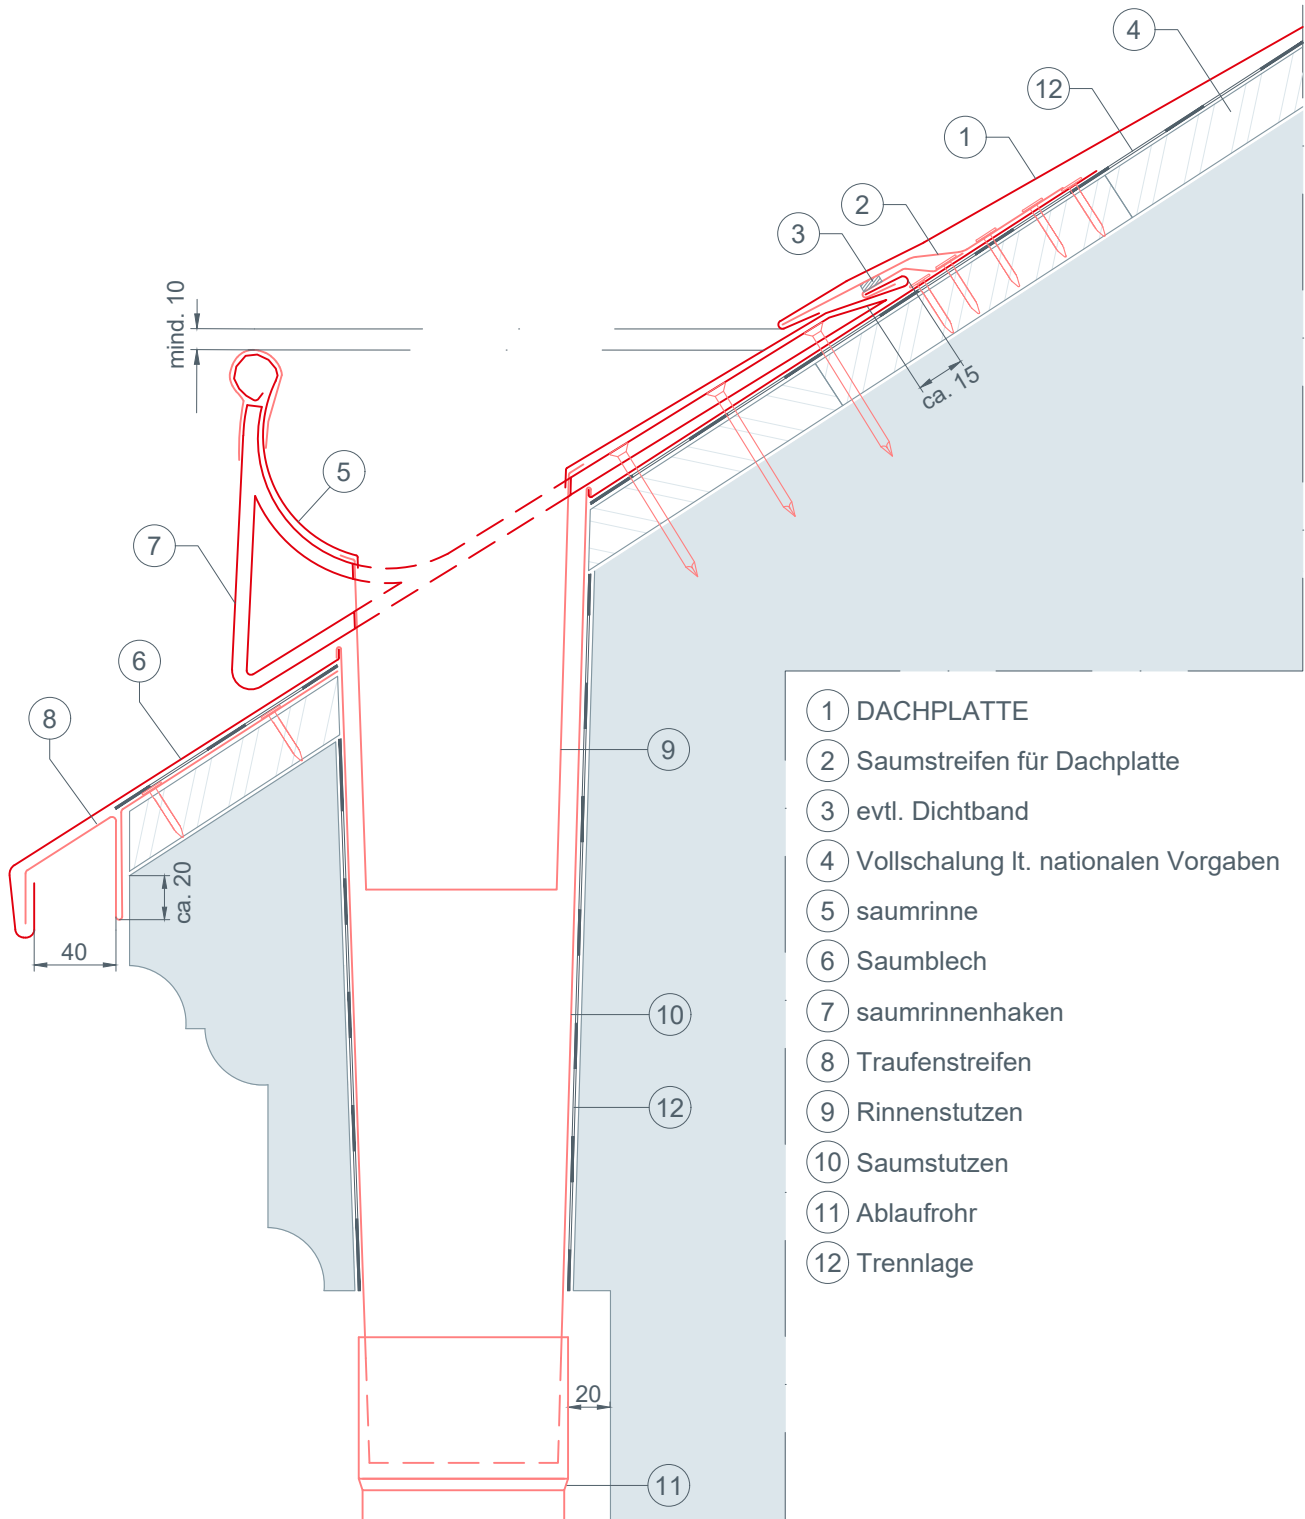 4
12
1
2
3
mind. 10
ca. 15
5
7
6
8
9
ca. 20
40
10
12
20
11
1 DACHPLATTE
2 Saumstreifen für Dachplatte
3 evtl. Dichtband
4 Vollschalung lt. nationalen Vorgaben
5 saumrinne
6 Saumblech
7 saumrinnenhaken
8 Traufenstreifen
9 Rinnenstutzen
10 Saumstutzen
11 Ablaufrohr
12 Trennlage